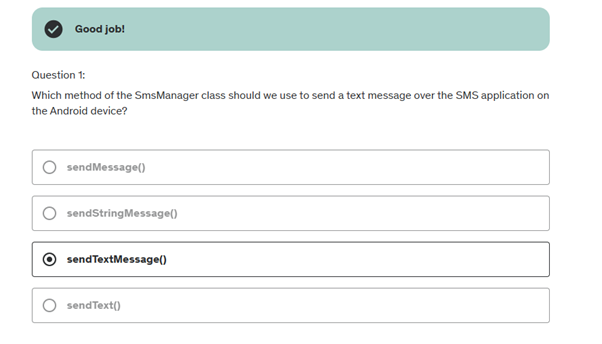 Good job!
Question 1:
Which method of the SmsManager class should we use to send a text message over the SMS application on
the Android device?
sendMessage()
sendStringMessage()
sendTextMessage()
sendText()